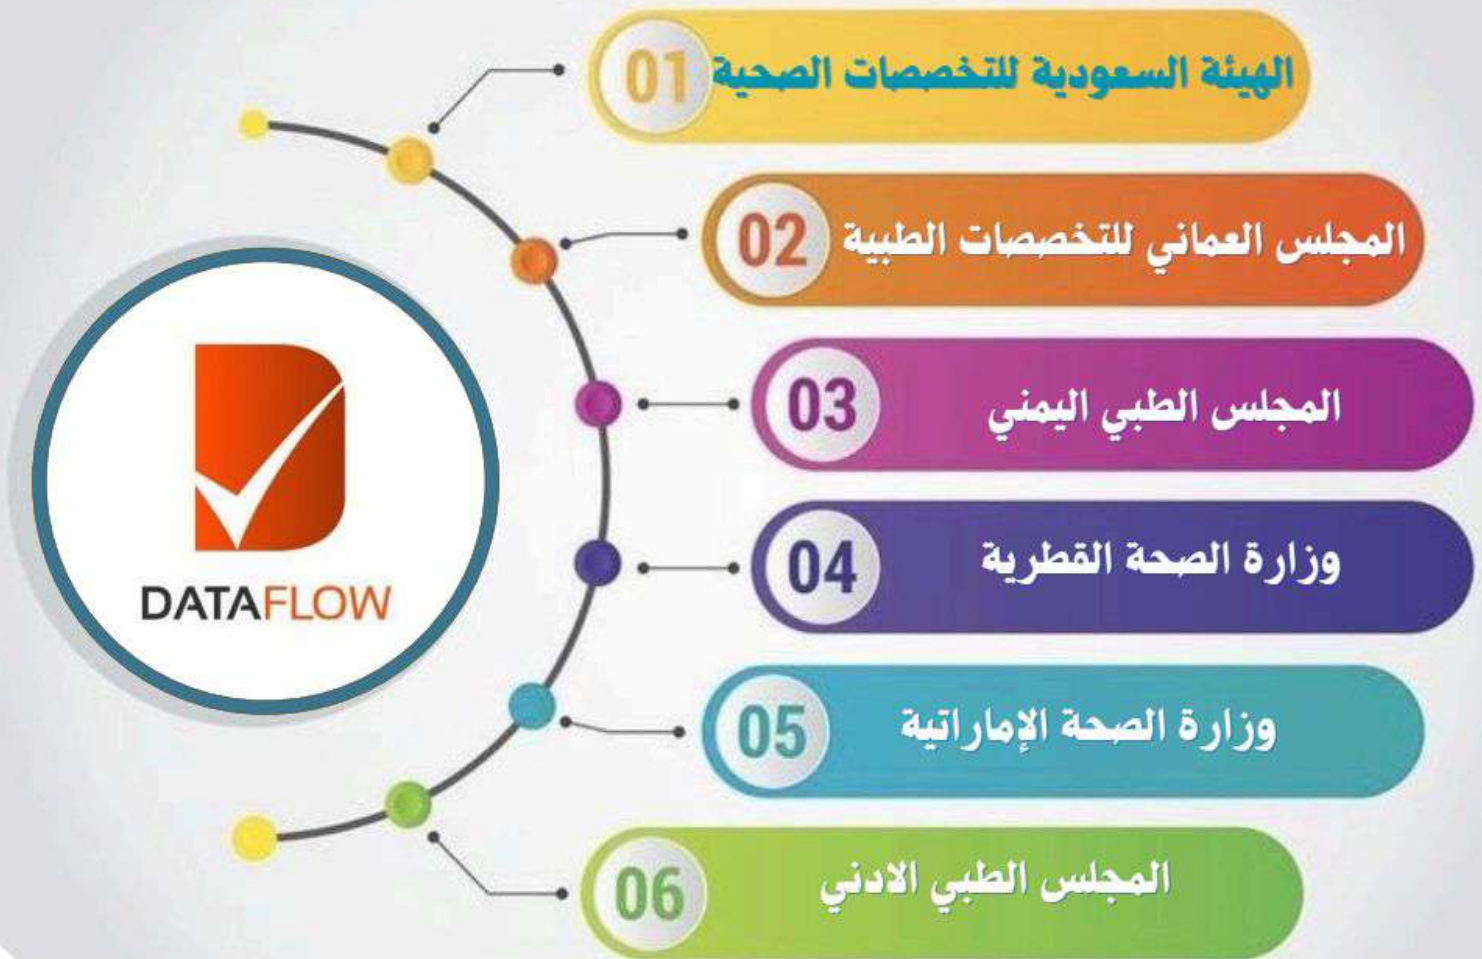 01 الهيئة السعودية للتخصصات الصحية
02 المجلس العماني للتخصصات الطبية
03 المجلس الطبي اليمني
04 وزارة الصحة القطرية
05 وزارة الصحة الإماراتية
06 المجلس الطبي الادني
DATAFLOW